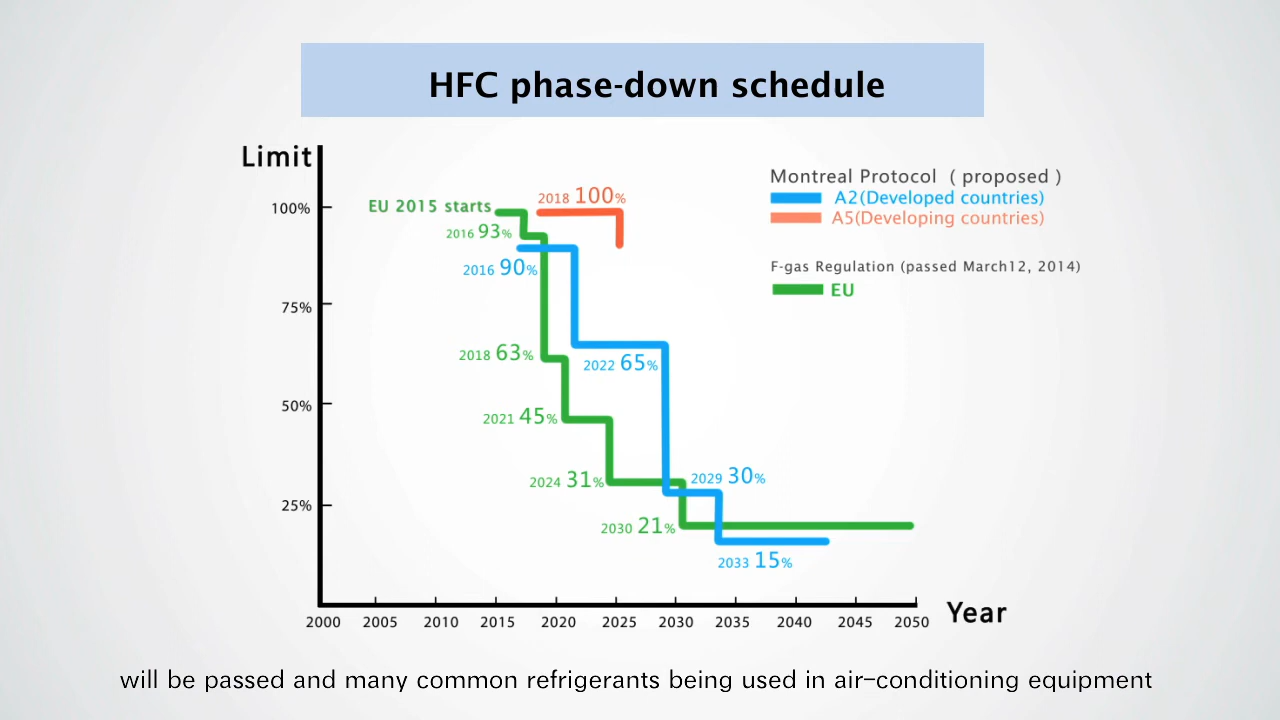 HFC phase-down schedule
Limit
Montreal Protocol ( proposed )
A2(Developed countries)
A5(Developing countries)
F-gas Regulation (passed March12, 2014)
EU
100%
EU 2015 starts
2018 100%
2016 93%
2016 90%
75%
2018 63%
2022 65%
50%
2021 45%
2024 31%
2029 30%
25%
2030 21%
2033 15%
2000 2005 2010 2015 2020 2025 2030 2035 2040 2045 2050
Year
will be passed and many common refrigerants being used in air-conditioning equipment